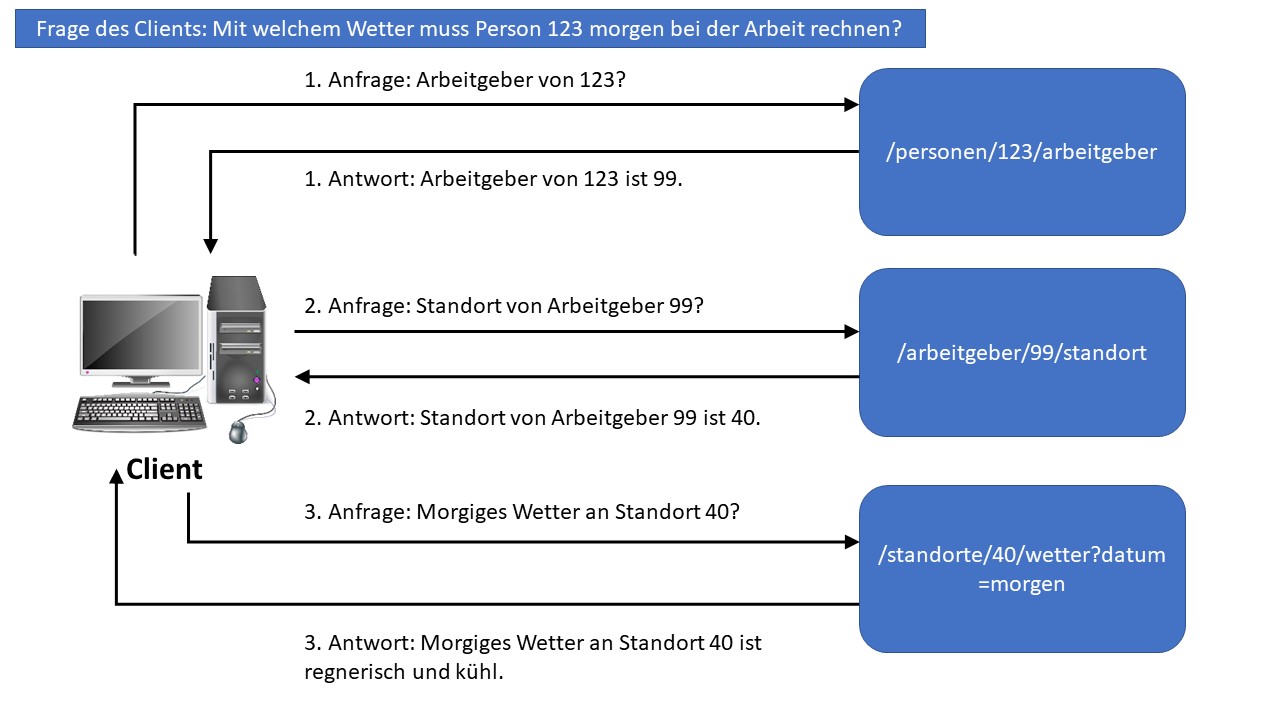 Frage des Clients: Mit welchem Wetter muss Person 123 morgen bei der Arbeit rechnen?
1. Anfrage: Arbeitgeber von 123?
/personen/123/arbeitgeber
1. Antwort: Arbeitgeber von 123 ist 99.
2. Anfrage: Standort von Arbeitgeber 99?
/arbeitgeber/99/standort
2. Antwort: Standort von Arbeitgeber 99 ist 40.
Client
3. Anfrage: Morgiges Wetter an Standort 40?
/standorte/40/wetter?datum
=morgen
3. Antwort: Morgiges Wetter an Standort 40 ist
regnerisch und kühl.